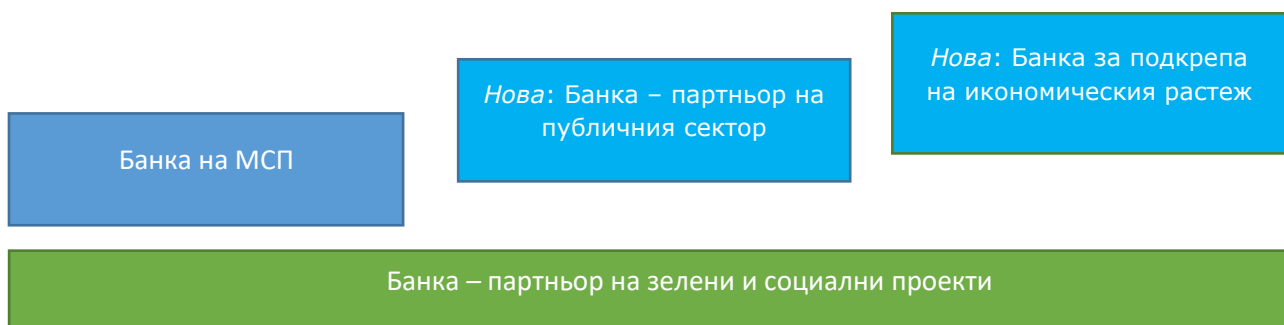 Нова: Банка за подкрепа
на икономическия растеж
Нова: Банка – партньор на
публичния сектор
Банка на МСП
Банка – партньор на зелени и социални проекти